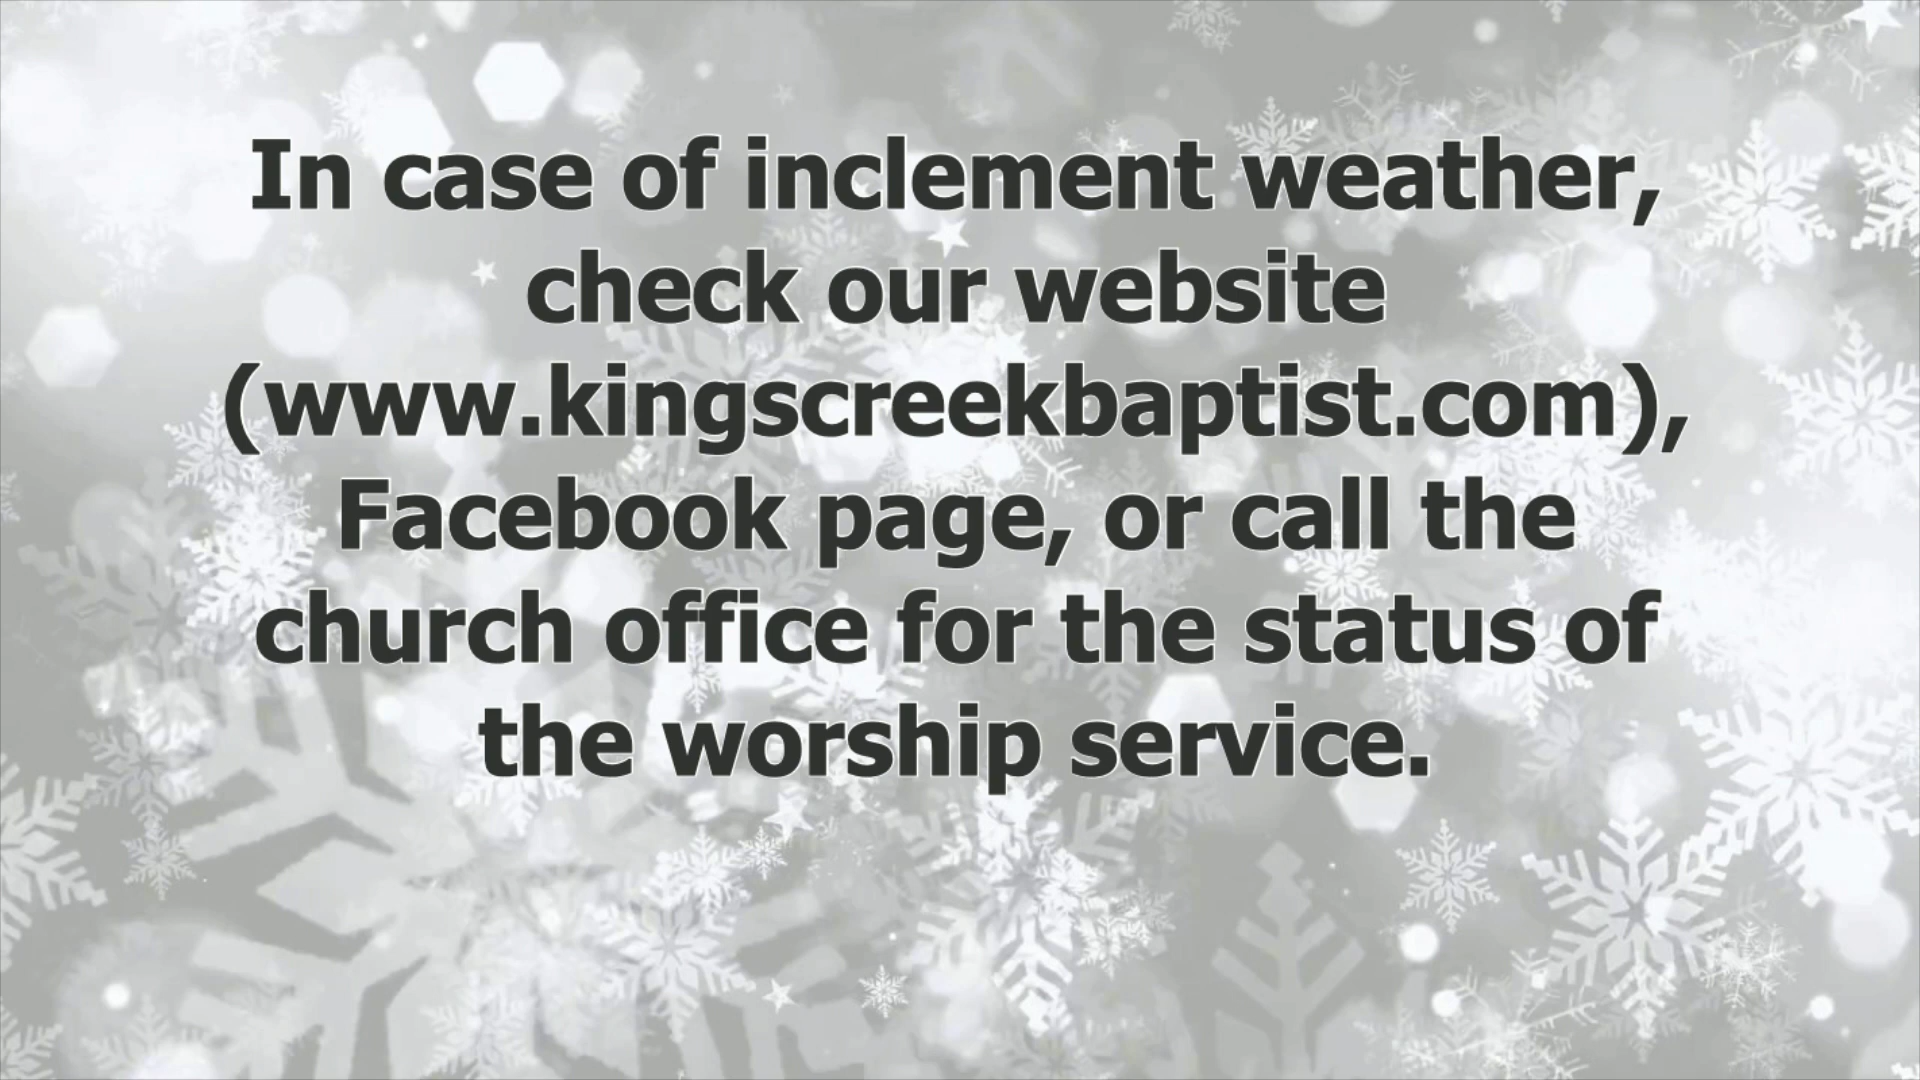 In case of inclement weather,
check our website
(www.kingscreekbaptist.com),
Facebook page, or call the
church office for the status of
the worship service.